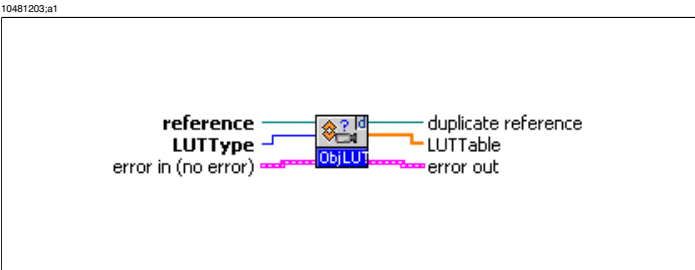 10481203;a1
reference
duplicate reference
? d
LUTType
LUTTable
ObjLUT
error in (no error)
error out